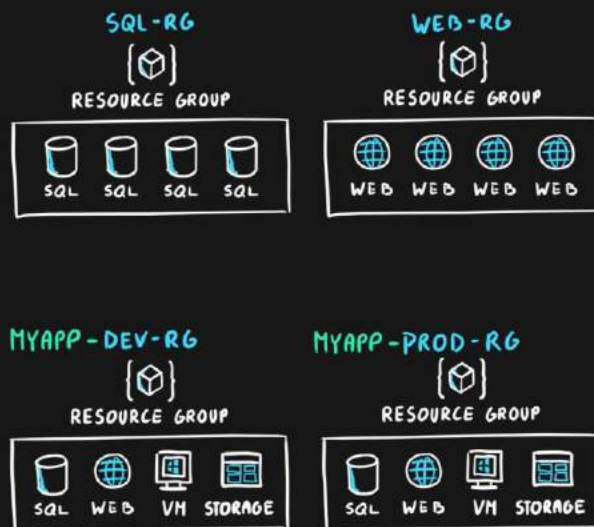 SQL-RG
RESOURCE GROUP
SQL SQL SQL SQL
WEB-RG
RESOURCE GROUP
WEB WEB WEB WEB
MYAPP-DEV-RG
RESOURCE GROUP
SQL WEB VM STORAGE
MYAPP-PROD-RG
RESOURCE GROUP
SQL WEB VM STORAGE